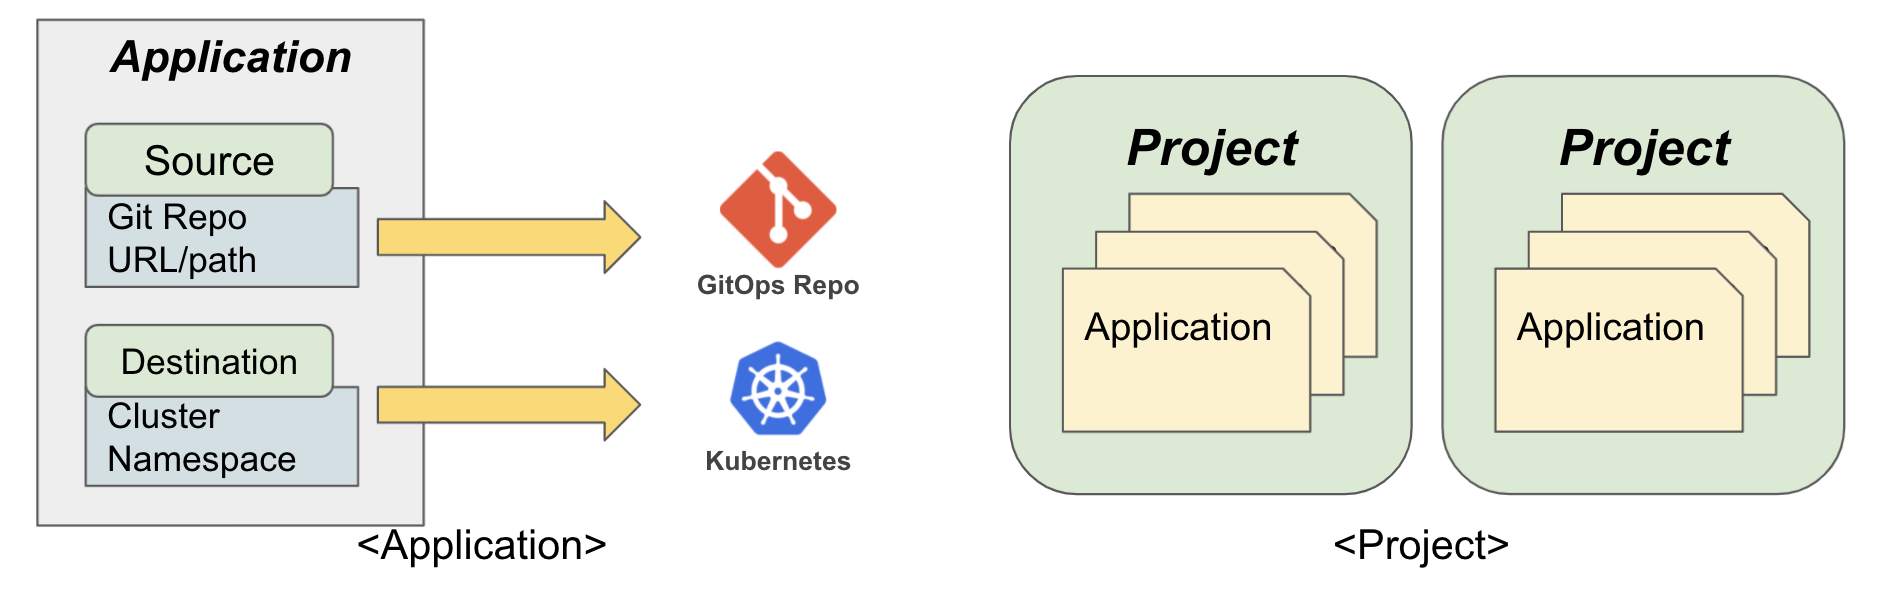 Application
Source
Git Repo
URL/path
Destination
Cluster
Namespace
GitOps Repo
Kubernetes
<Application>
Project
Application
Project
Application
<Project>